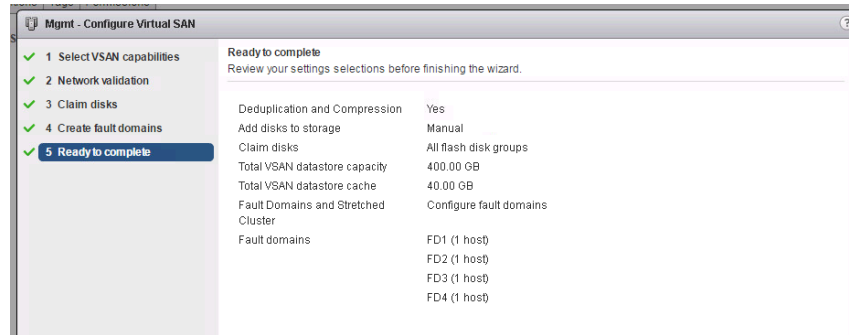 Mgmt - Configure Virtual SAN
?
1 Select VSAN capabilities
2 Network validation
3 Claim disks
4 Create fault domains
5 Ready to complete
Ready to complete
Review your settings selections before finishing the wizard.
Deduplication and Compression Yes
Add disks to storage Manual
Claim disks All flash disk groups
Total VSAN datastore capacity 400.00 GB
Total VSAN datastore cache 40.00 GB
Fault Domains and Stretched Configure fault domains
Cluster
Fault domains FD1 (1 host)
FD2 (1 host)
FD3 (1 host)
FD4 (1 host)